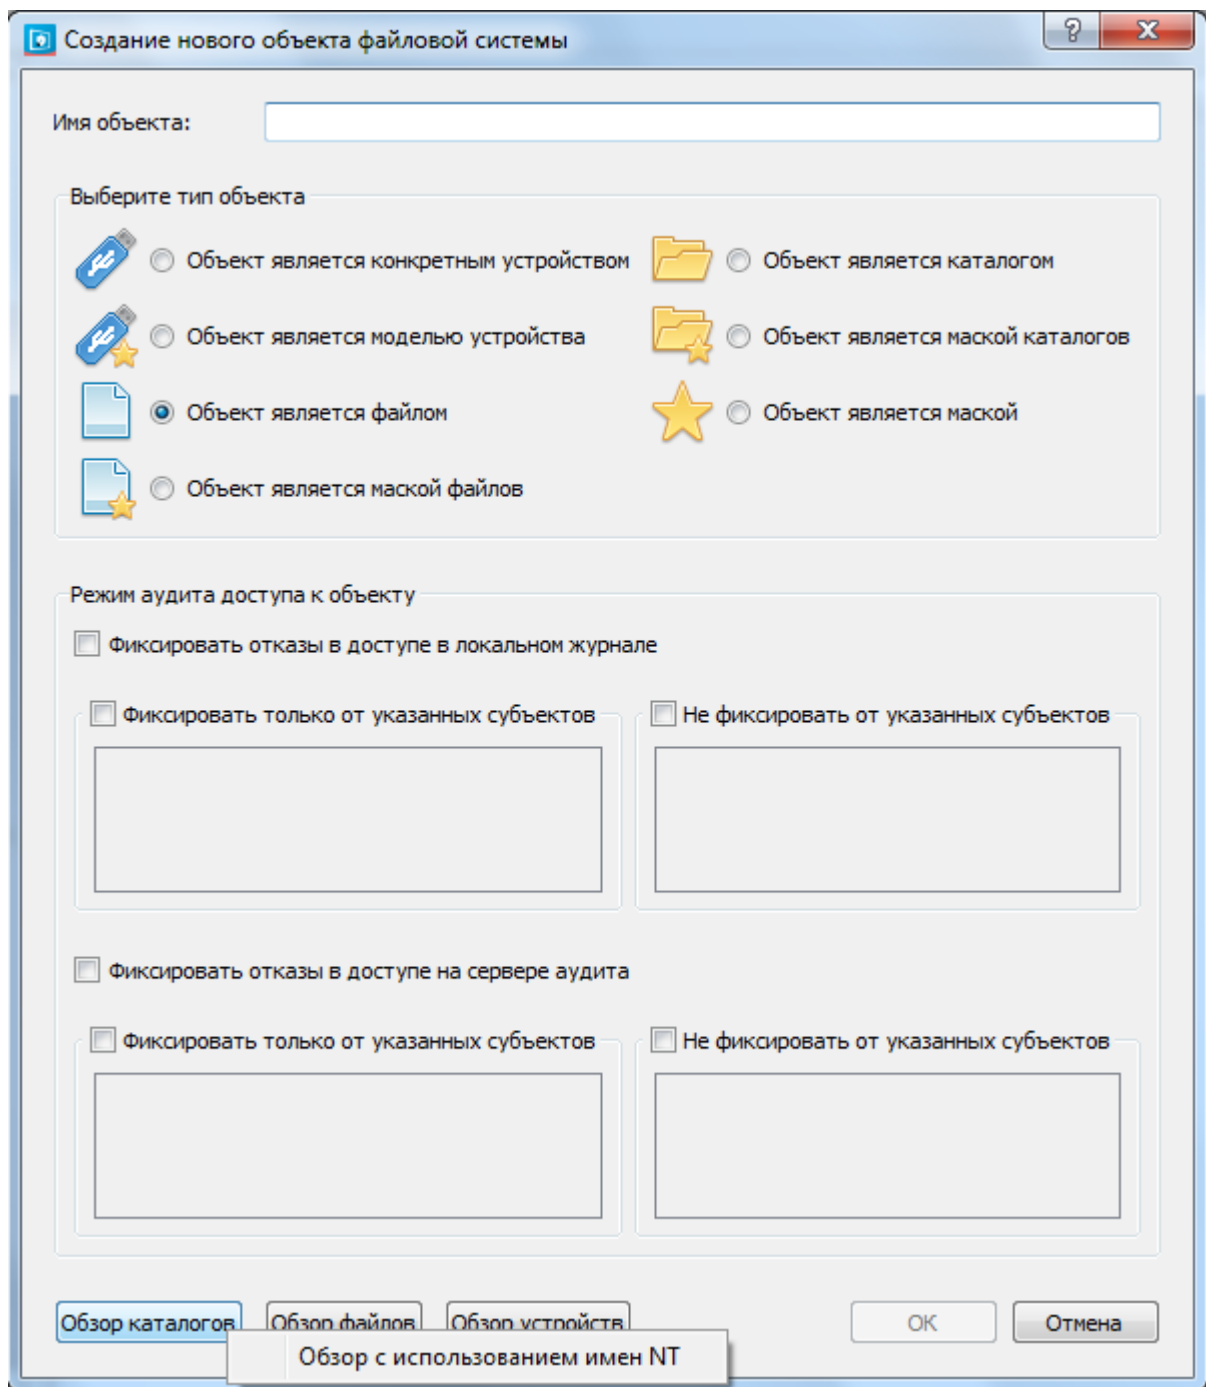 Создание нового объекта файловой системы
Имя объекта:
Выберите тип объекта
Объект является конкретным устройством
Объект является каталогом
Объект является моделью устройства
Объект является маской каталогов
Объект является файлом
Объект является маской
Объект является маской файлов
Режим аудита доступа к объекту
Фиксировать отказы в доступе в локальном журнале
Фиксировать только от указанных субъектов
Не фиксировать от указанных субъектов
Фиксировать отказы в доступе на сервере аудита
Фиксировать только от указанных субъектов
Не фиксировать от указанных субъектов
Обзор каталогов
Обзор файлов
Обзор устройств
OK
Отмена
Обзор с использованием имен NT